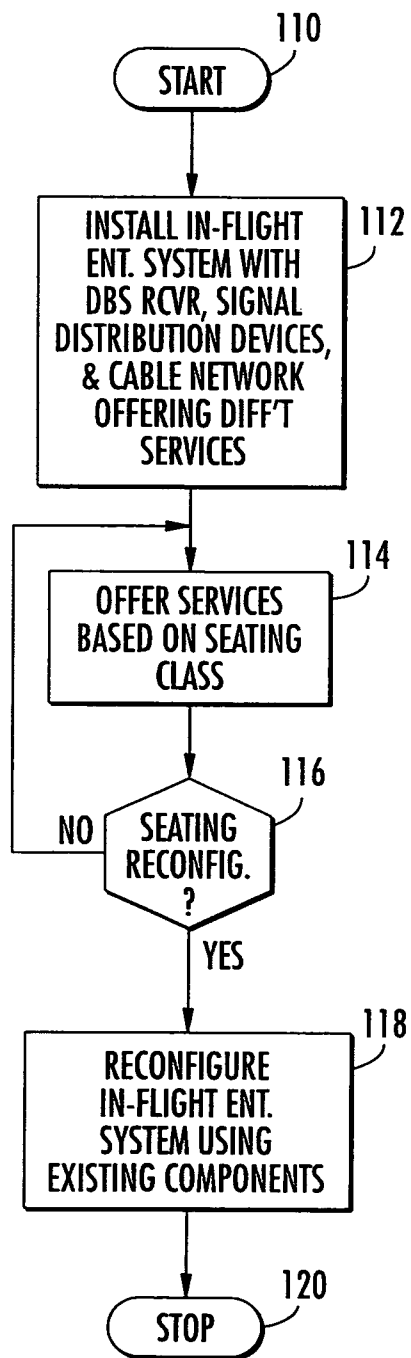 110
START
112
INSTALL IN-FLIGHT
ENT. SYSTEM WITH
DBS RCVR, SIGNAL
DISTRIBUTION DEVICES,
& CABLE NETWORK
OFFERING DIFF'T
SERVICES
114
OFFER SERVICES
BASED ON SEATING
CLASS
116
NO
SEATING
RECONFIG.
?
YES
118
RECONFIGURE
IN-FLIGHT ENT.
SYSTEM USING
EXISTING COMPONENTS
120
STOP